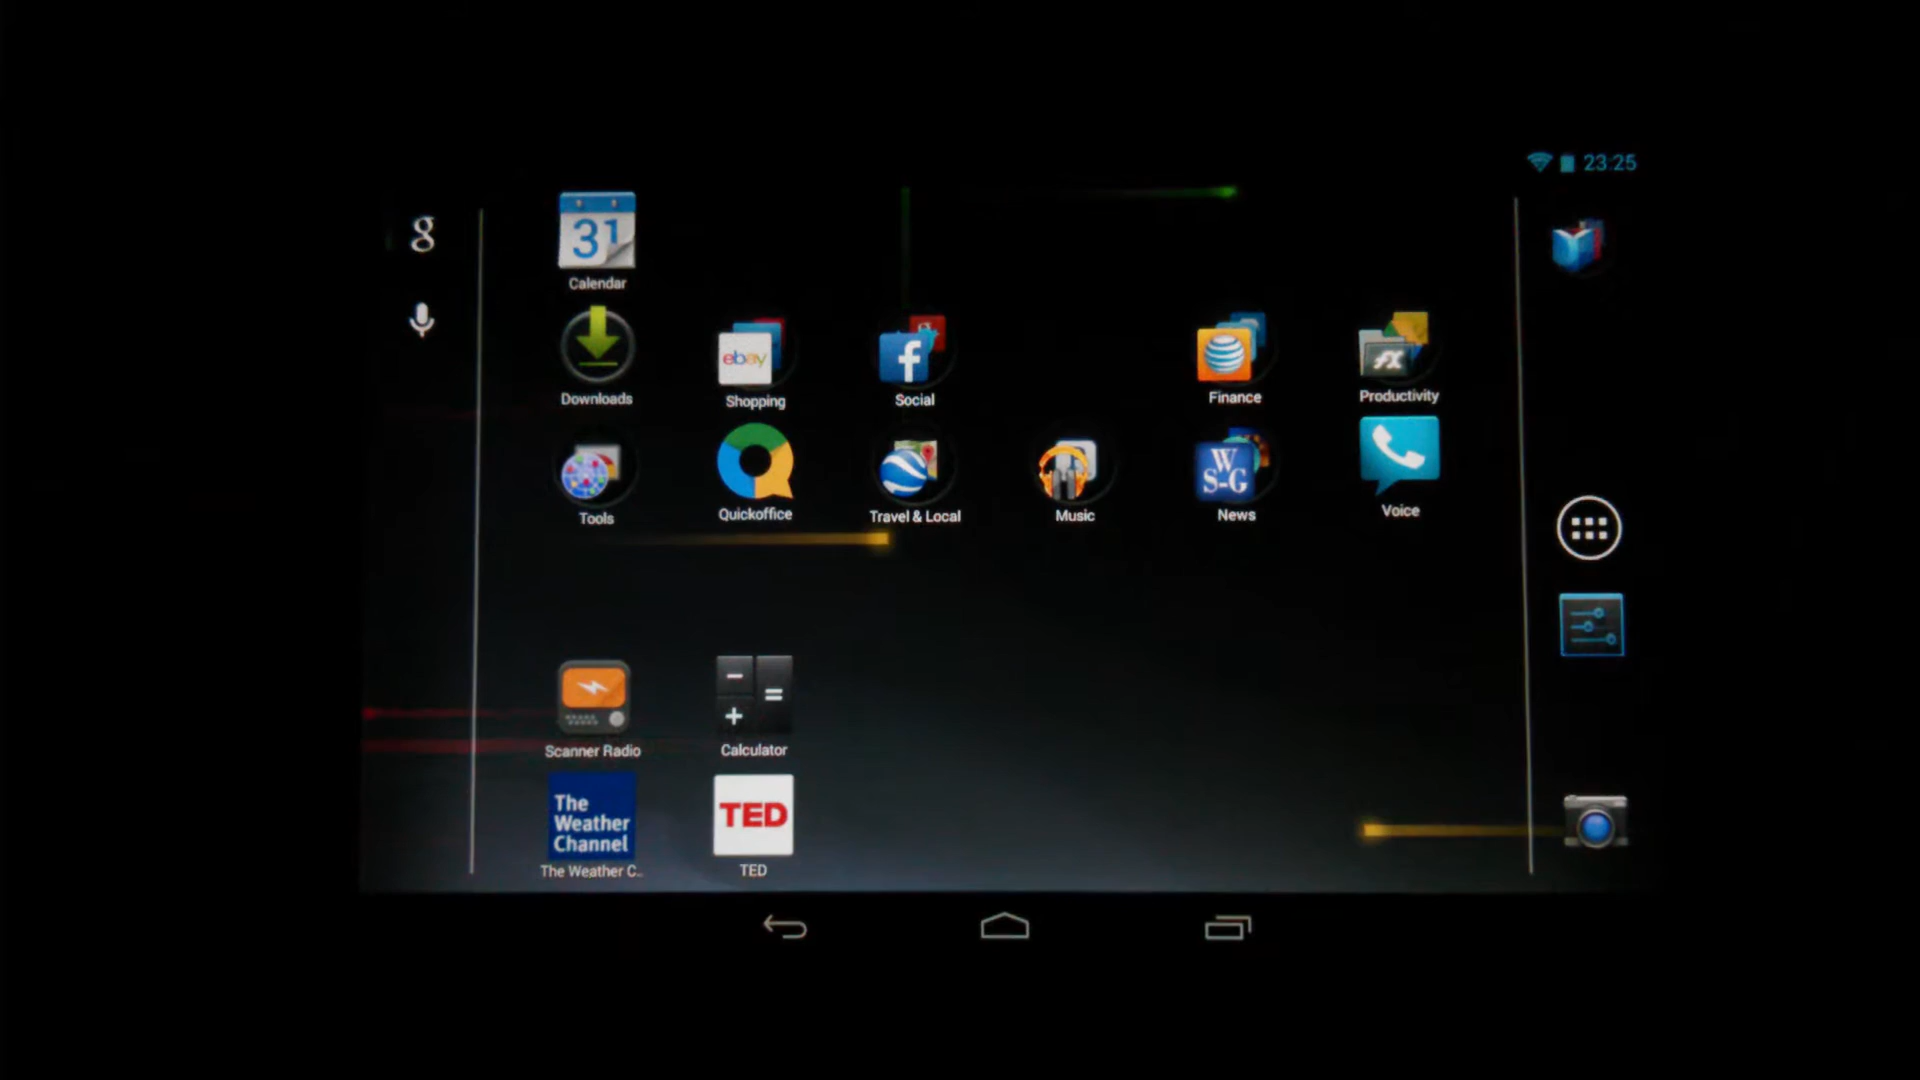 23:25
g
31
Calendar
Downloads
ebay
Shopping
f
g
Social
Finance
fx
Productivity
Tools
Quickoffice
Travel & Local
Music
W
S-G
News
Voice
Scanner Radio
- = +
Calculator
The
Weather
Channel
The Weather C..
TED
TED